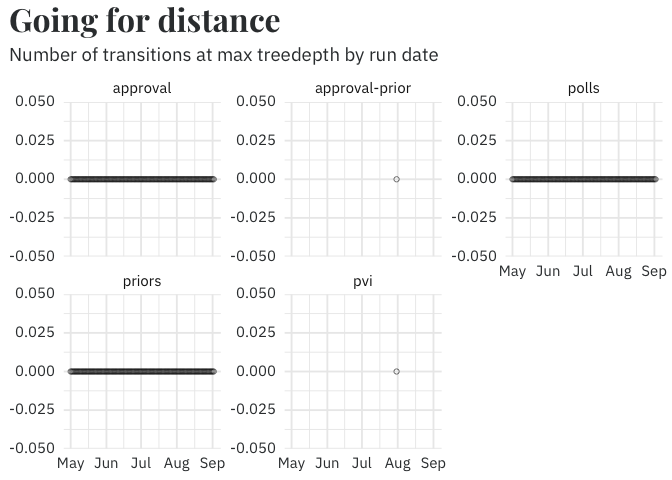 Going for distance
Number of transitions at max treedepth by run date
approval approval-prior polls
0.050 0.050 0.050
0.025 0.025 0.025
0.000 0.000 0.000
-0.025 -0.025 -0.025
-0.050 -0.050 -0.050
May Jun Jul Aug Sep
priors pvi
0.050 0.050
0.025 0.025
0.000 0.000
-0.025 -0.025
-0.050 -0.050
May Jun Jul Aug Sep May Jun Jul Aug Sep